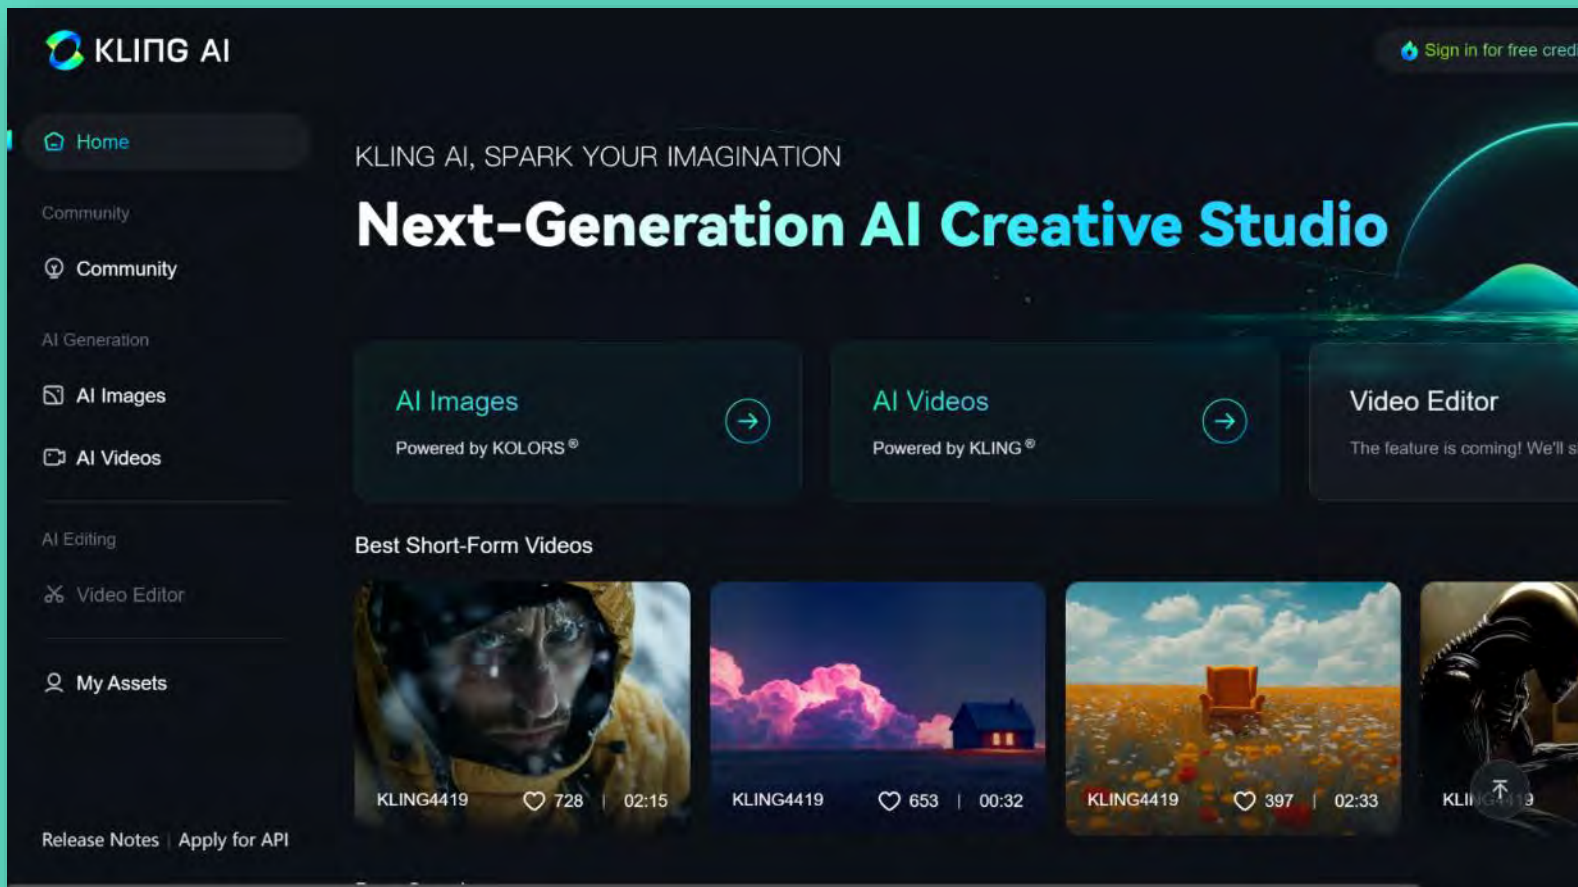 KLING AI
Sign in for free
Home
KLING AI, SPARK YOUR IMAGINATION
Next-Generation AI Creative Studio
Community
Community
AI Generation
AI Images
AI Videos
AI Editing
Video Editor
My Assets
Release Notes | Apply for API
AI Images
Powered by KOLORS®
AI Videos
Powered by KLING®
Video Editor
The feature is coming! We'll
Best Short-Form Videos
KLING4419 728 | 02:15
KLING4419 653 | 00:32
KLING4419 397 | 02:33